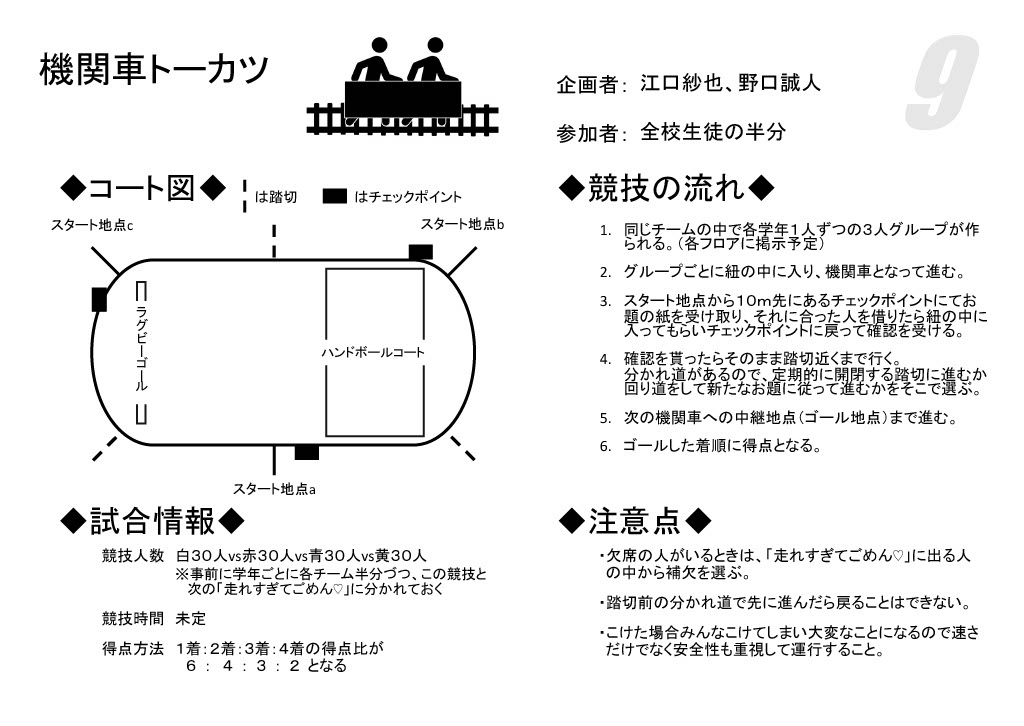 機関車トーカツ
企画者： 江口紗也、野口誠人
9
参加者： 全校生徒の半分
◆コート図◆
は踏切
はチェックポイント
スタート地点c
スタート地点b
ラグビーゴール
ハンドボールコート
スタート地点a
◆試合情報◆
競技人数 白３０人vs赤３０人vs青３０人vs黄３０人
※事前に学年ごとに各チーム半分づつ、この競技と
次の「走れすぎてごめん♡」に分かれておく
競技時間 未定
得点方法 １着：２着：３着：４着の得点比が
６ ： ４ ： ３ ： ２ となる
◆競技の流れ◆
1. 同じチームの中で各学年１人ずつの３人グループが作
られる。（各フロアに掲示予定）
2. グループごとに紐の中に入り、機関車となって進む。
3. スタート地点から１０ｍ先にあるチェックポイントにてお
題の紙を受け取り、それに合った人を借りたら紐の中に
入ってもらいチェックポイントに戻って確認を受ける。
4. 確認を貰ったらそのまま踏切近くまで行く。
分かれ道があるので、定期的に開閉する踏切に進むか
回り道をして新たなお題に従って進むかをそこで選ぶ。
5. 次の機関車への中継地点（ゴール地点）まで進む。
6. ゴールした着順に得点となる。
◆注意点◆
・欠席の人がいるときは、「走れすぎてごめん♡」に出る人
の中から補欠を選ぶ。
・踏切前の分かれ道で先に進んだら戻ることはできない。
・こけた場合みんなこけてしまい大変なことになるので速さ
だけでなく安全性も重視して運行すること。